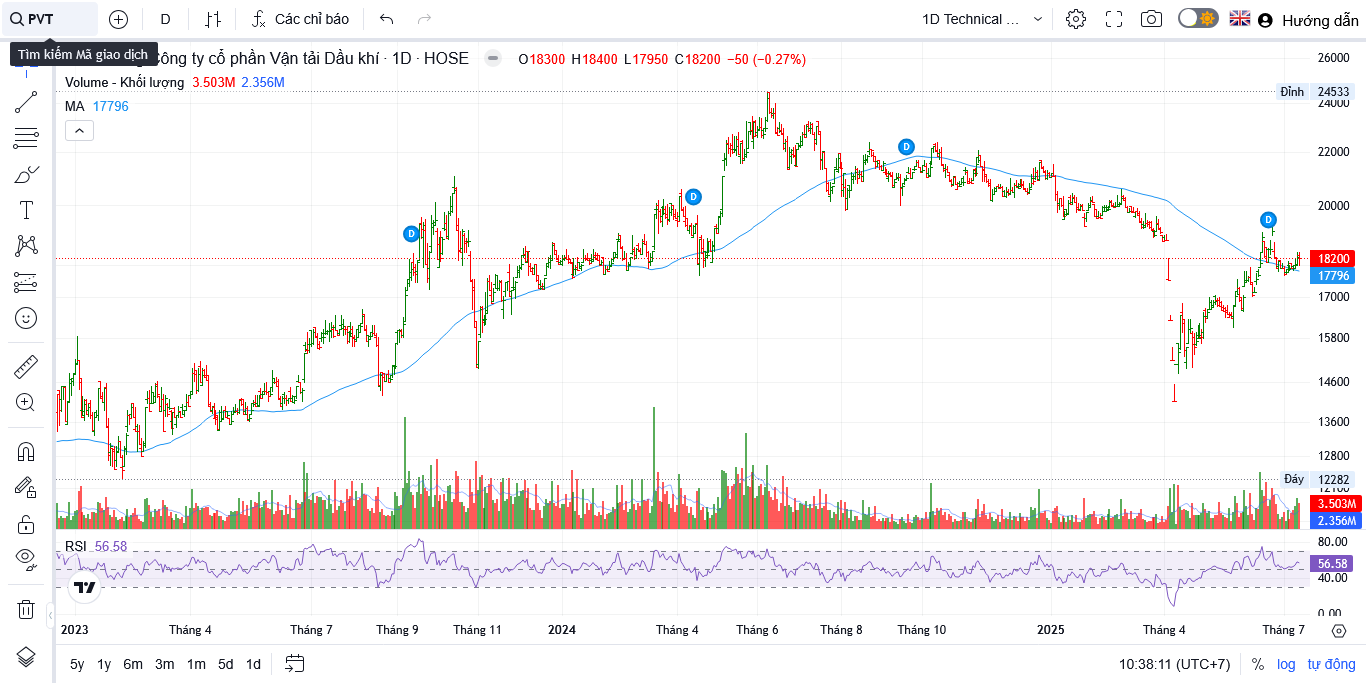 PVT
D
Các chỉ báo
1D Technical ...
Hướng dẫn
Tìm kiếm Mã giao dịch
Công ty cổ phần Vận tải Dầu khí · 1D · HOSE
O18300 H18400 L17950 C18200 −50 (−0.27%)
Volume - Khối lượng 3.503M 2.356M
MA 17796
26000
Đỉnh 24533
24000
22000
20000
18200
17796
17000
15800
14600
13600
12800
Đáy 12282
3.503M
2.356M
D
D
D
D
RSI 56.58
80.00
56.58
40.00
0.00
2023 Tháng 4 Tháng 7 Tháng 9 Tháng 11 2024 Tháng 4 Tháng 6 Tháng 8 Tháng 10 2025 Tháng 4 Tháng 7
5y 1y 6m 3m 1m 5d 1d
10:38:11 (UTC+7) % log tự động